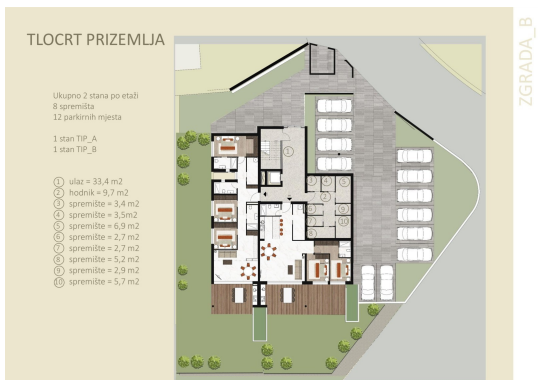 TLOCRT PRIZEMLJA
ZGRADA_B
Ukupno 2 stana po etaži
8 spremišta
12 parkirnih mjesta
1 stan TIP_A
1 stan TIP_B
1 ulaz = 33,4 m2
2 hodnik = 9,7 m2
3 spremište = 3,4 m2
4 spremište = 3,5m2
5 spremište = 6,9 m2
6 spremište = 2,7 m2
7 spremište = 2,7 m2
8 spremište = 5,2 m2
9 spremište = 2,9 m2
10 spremište = 5,7 m2
1